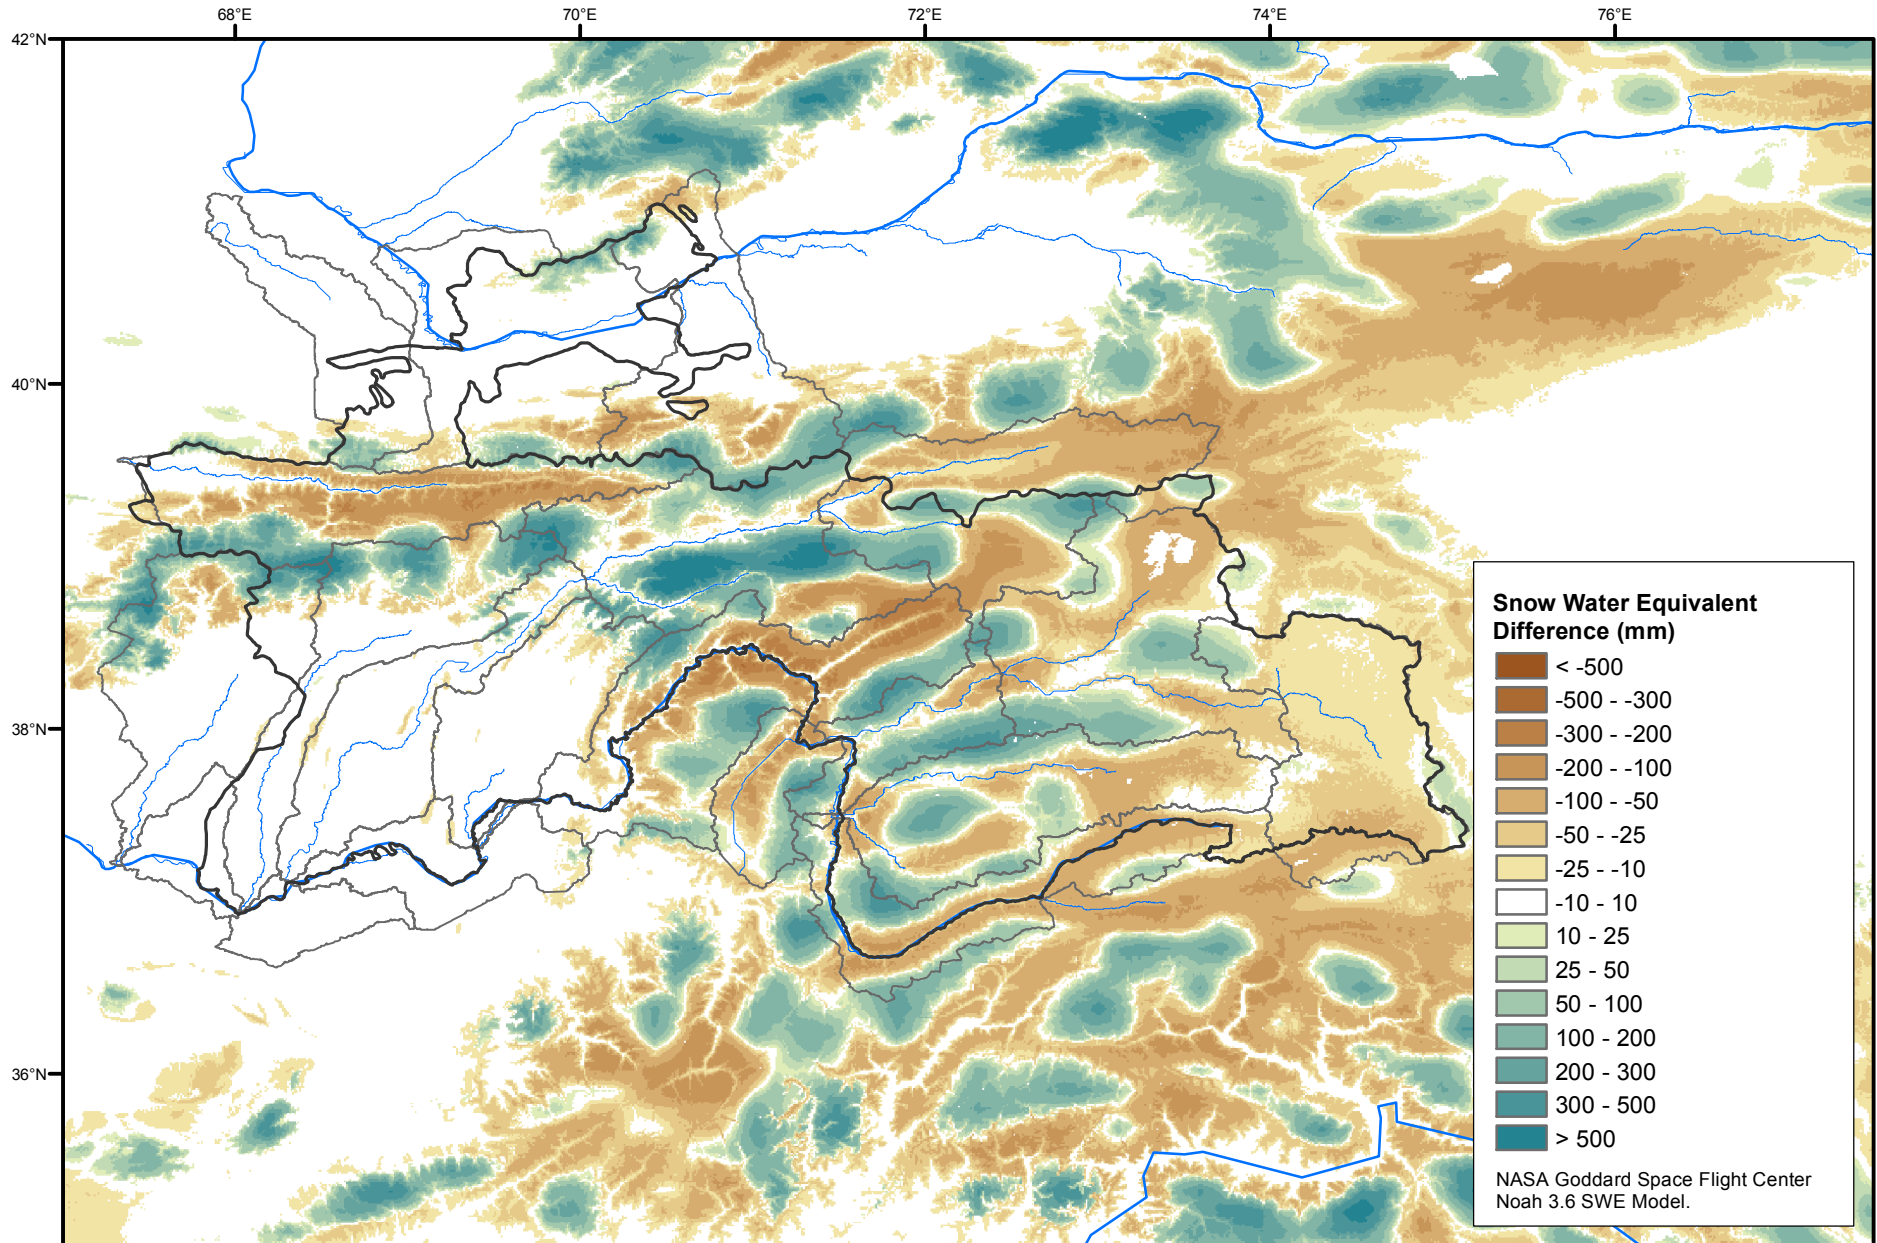 68°E 70°E 72°E 74°E 76°E
42°N
40°N
38°N
36°N
Snow Water Equivalent
Difference (mm)
< -500
-500 - -300
-300 - -200
-200 - -100
-100 - -50
-50 - -25
-25 - -10
-10 - 10
10 - 25
25 - 50
50 - 100
100 - 200
200 - 300
300 - 500
> 500
NASA Goddard Space Flight Center
Noah 3.6 SWE Model.